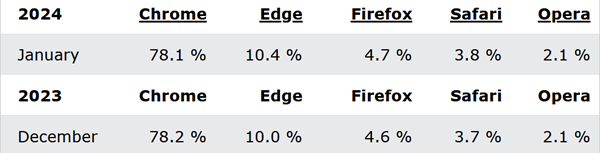 2024 Chrome Edge Firefox Safari Opera
January 78.1 % 10.4 % 4.7 % 3.8 % 2.1 %
2023 Chrome Edge Firefox Safari Opera
December 78.2 % 10.0 % 4.6 % 3.7 % 2.1 %